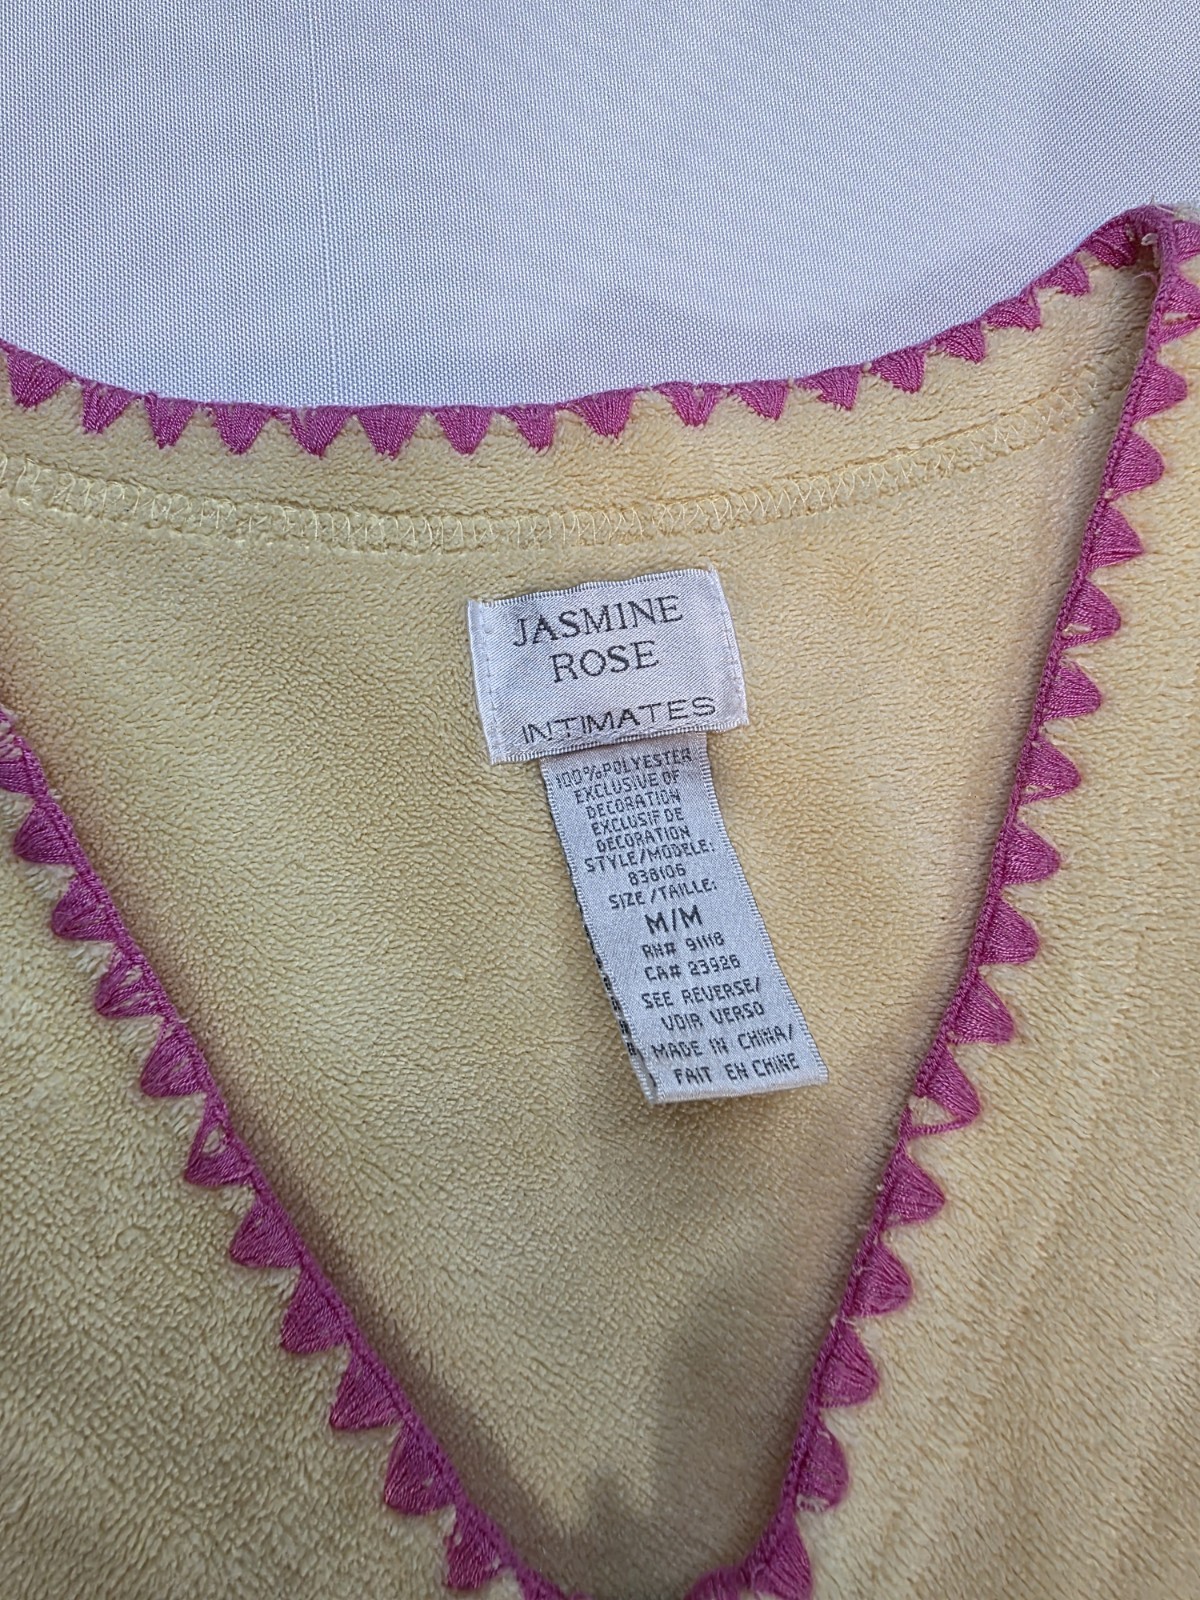 JASMINE
ROSE
INTIMATES
100%POLYESTER
EXCLUSIVE OF
DECORATION
EXCLUSIF DE
DECORATION
STYLE/MODELE:
838106
SIZE/TAILLE:
M/M
RN# 91118
CA# 23926
SEE REVERSE/
VOIR VERSO
MADE IN CHINA/
FAIT EN CHINE